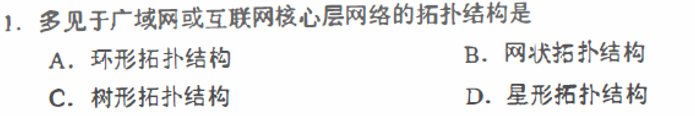 1. 多见于广域网或互联网核心层网络的拓扑结构是
A. 环形拓扑结构 B. 网状拓扑结构
C. 树形拓扑结构 D. 星形拓扑结构